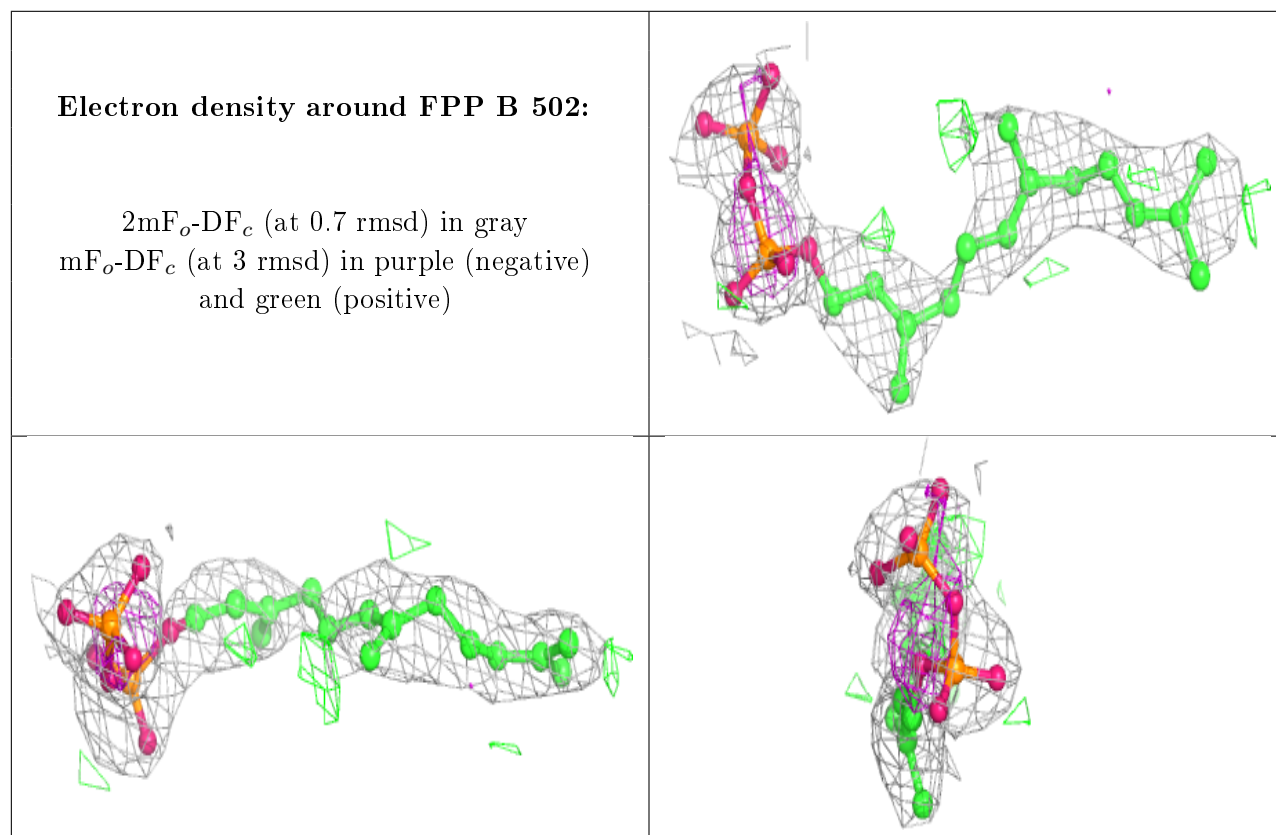 Electron density around FPP B 502:
2mFo-DFc (at 0.7 rmsd) in gray
mFo-DFc (at 3 rmsd) in purple (negative)
and green (positive)